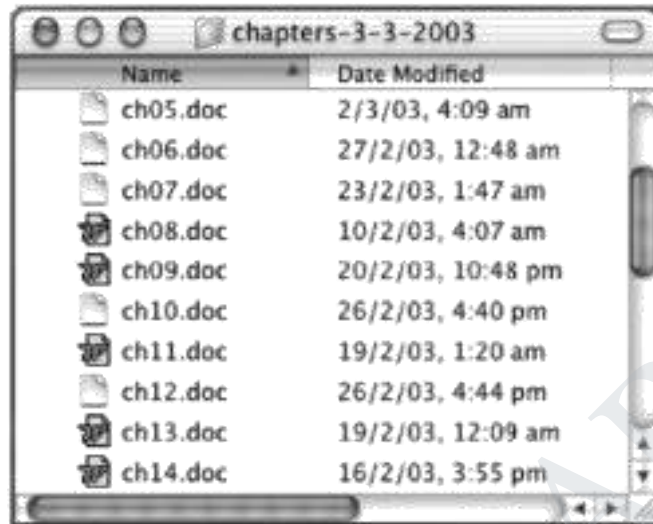 chapters-3-3-2003
Name Date Modified
ch05.doc 2/3/03, 4:09 am
ch06.doc 27/2/03, 12:48 am
ch07.doc 23/2/03, 1:47 am
ch08.doc 10/2/03, 4:07 am
ch09.doc 20/2/03, 10:48 pm
ch10.doc 26/2/03, 4:40 pm
ch11.doc 19/2/03, 1:20 am
ch12.doc 26/2/03, 4:44 pm
ch13.doc 19/2/03, 12:09 am
ch14.doc 16/2/03, 3:55 pm